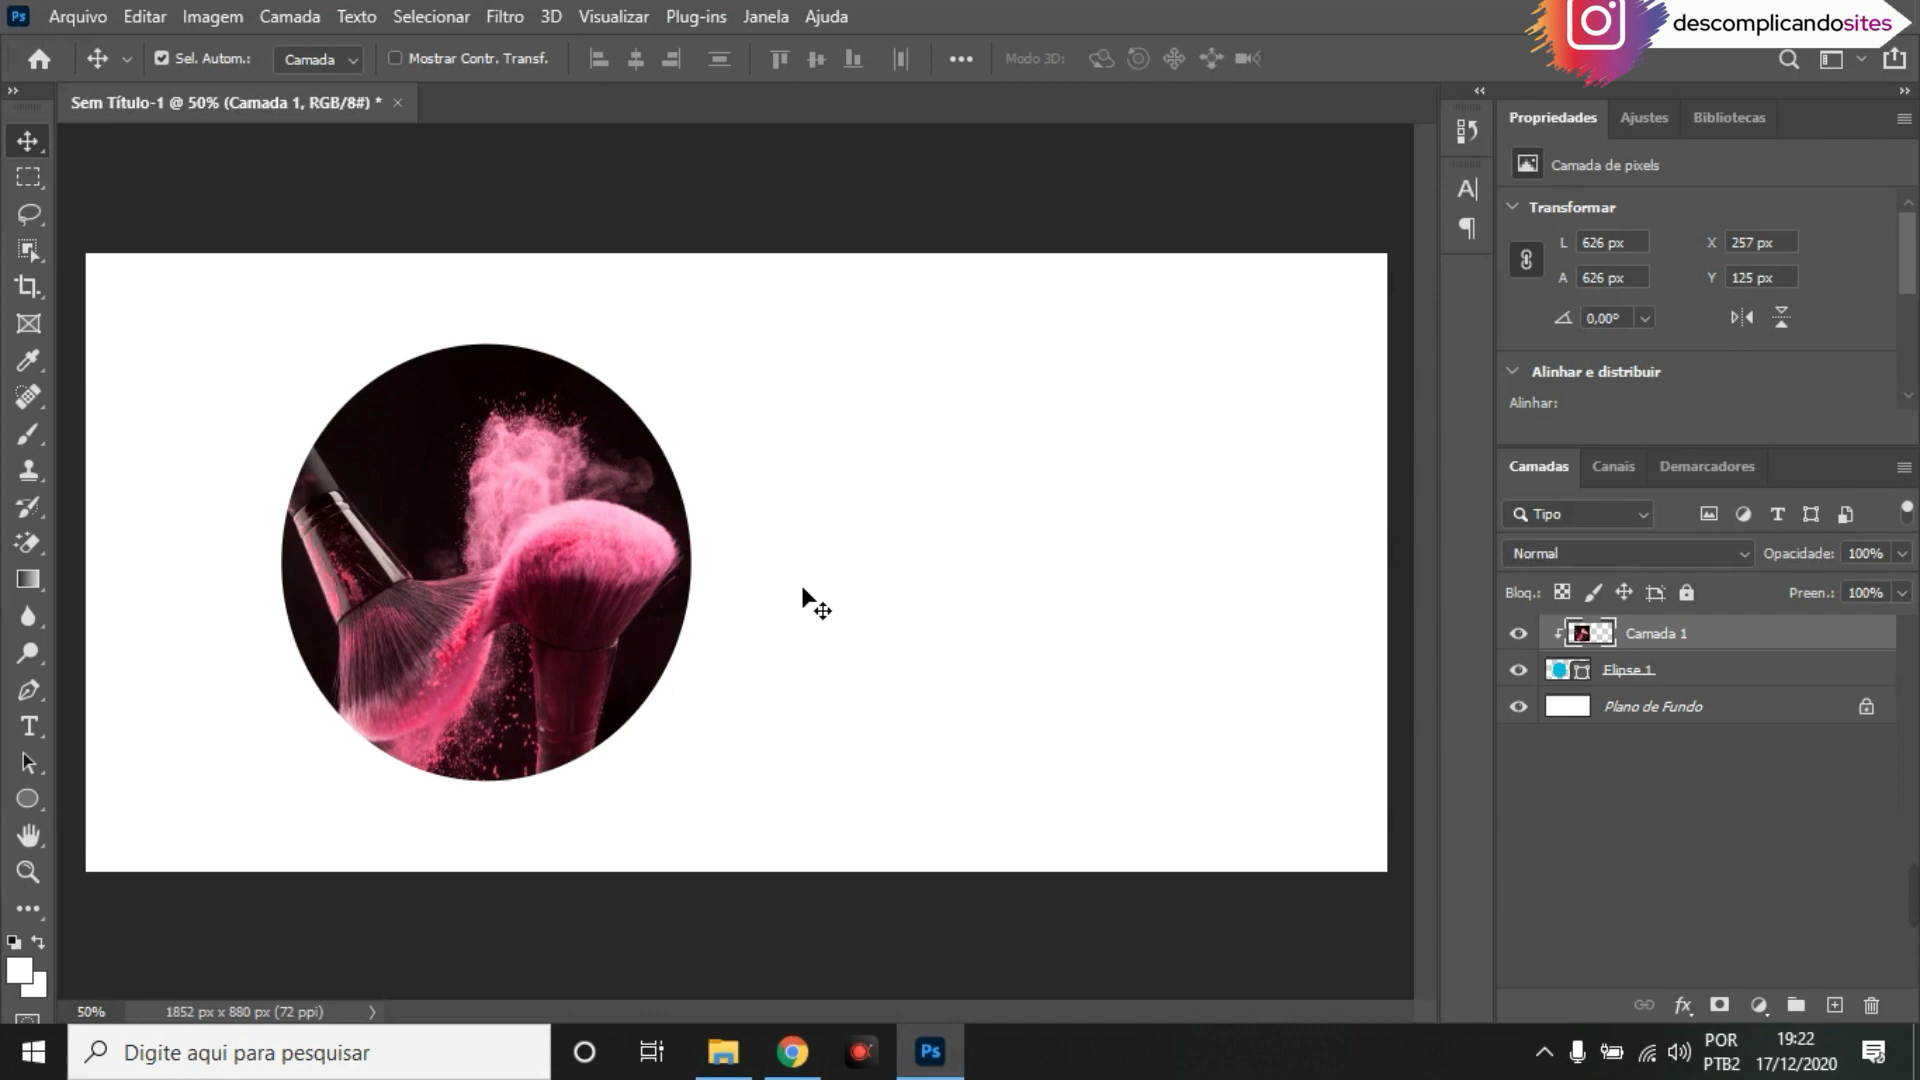 Ps Arquivo Editar Imagem Camada Texto Selecionar Filtro 3D Visualizar Plug-ins Janela Ajuda
descomplicandosites
Sel. Autom.: Camada Mostrar Contr. Transf. Modo 3D:
Sem Título-1 @ 50% (Camada 1, RGB/8#) *
Propriedades Ajustes Bibliotecas
Camada de pixels
Transformar
L 626 px X 257 px
A 626 px Y 125 px
0,00º
Alinhar e distribuir
Alinhar:
Camadas Canais Demarcadores
Tipo
Normal Opacidade: 100%
Bloq.: Preen.: 100%
Camada 1
Elipse 1
Plano de Fundo
50% 1852 px x 880 px (72 ppi)
Digite aqui para pesquisar
Ps
POR
PTB2
19:22
17/12/2020